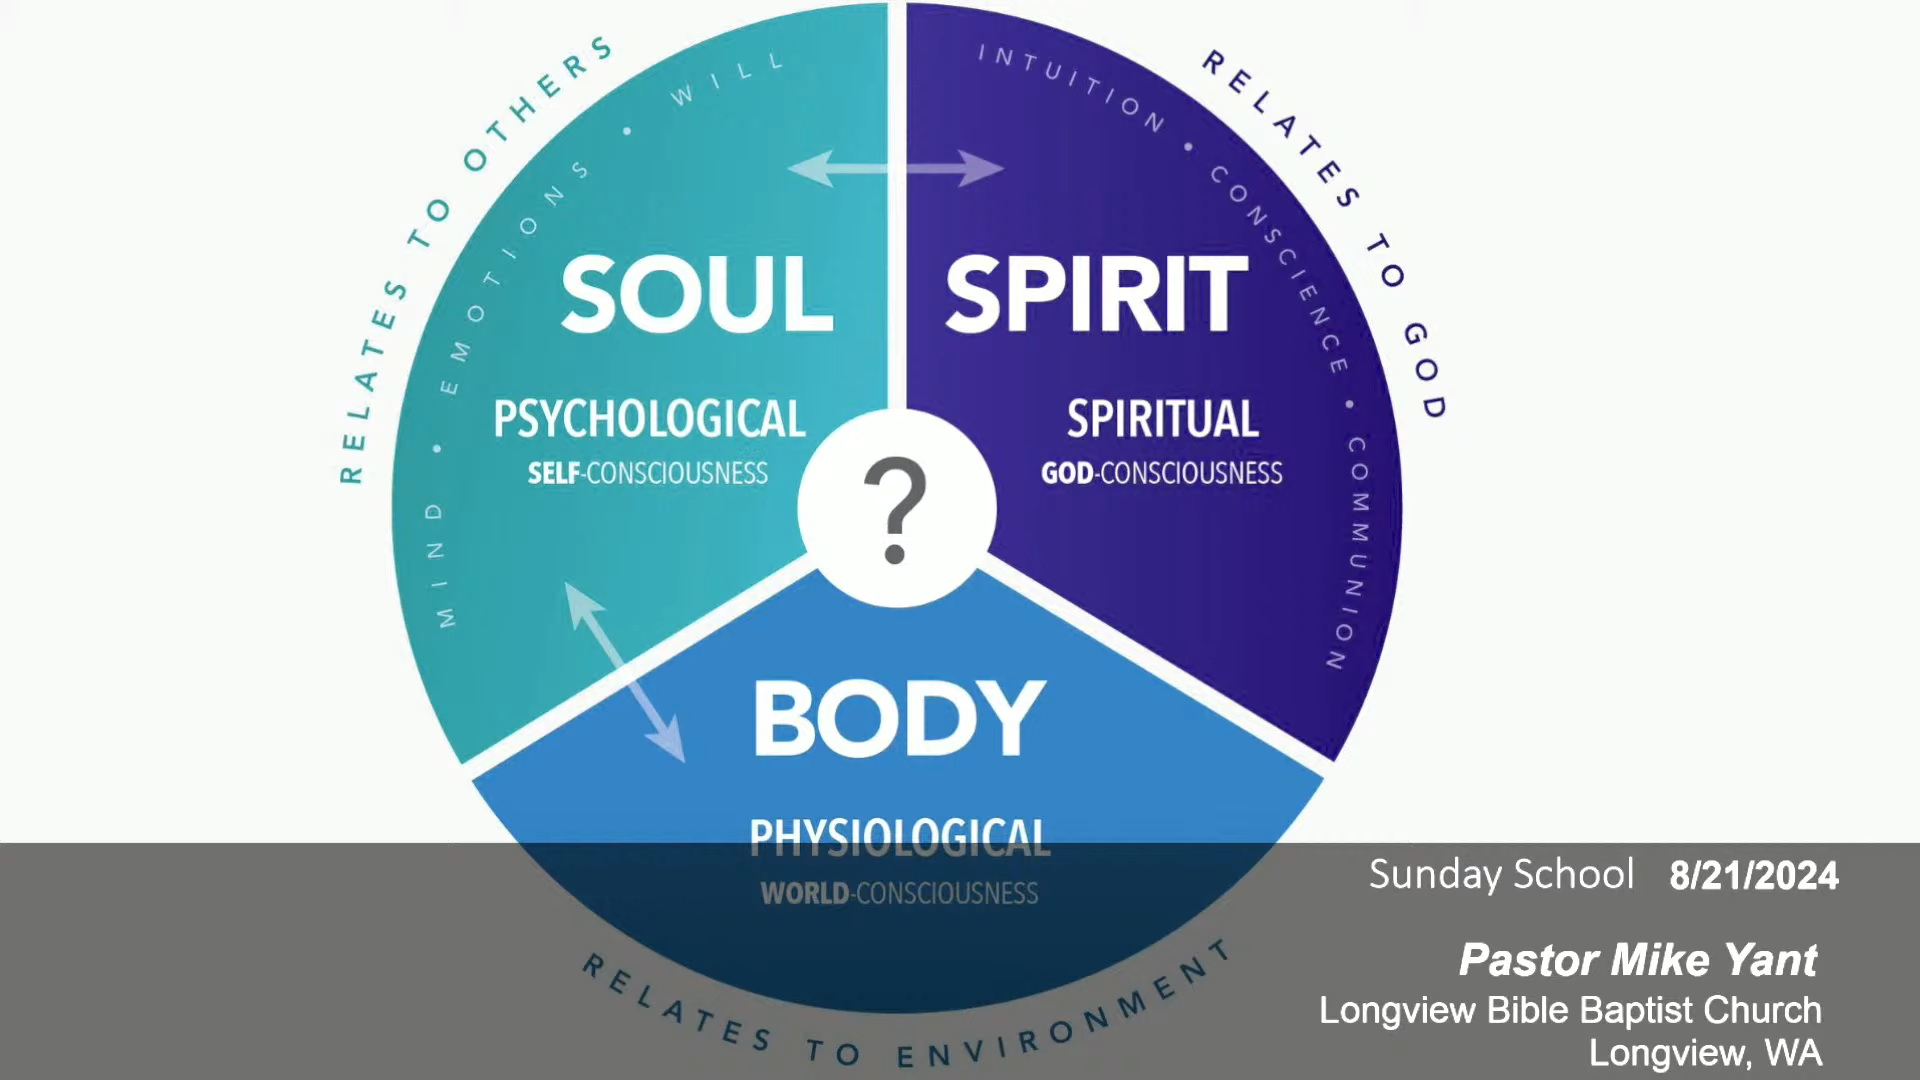 RELATES TO OTHERS
MIND • EMOTIONS • WILL
INTUITION • CONSCIENCE • COMMUNION
RELATES TO GOD
SOUL
PSYCHOLOGICAL
SELF-CONSCIOUSNESS
SPIRIT
SPIRITUAL
GOD-CONSCIOUSNESS
?
BODY
PHYSIOLOGICAL
WORLD-CONSCIOUSNESS
RELATES TO ENVIRONMENT
Sunday School 8/21/2024
Pastor Mike Yant
Longview Bible Baptist Church
Longview, WA